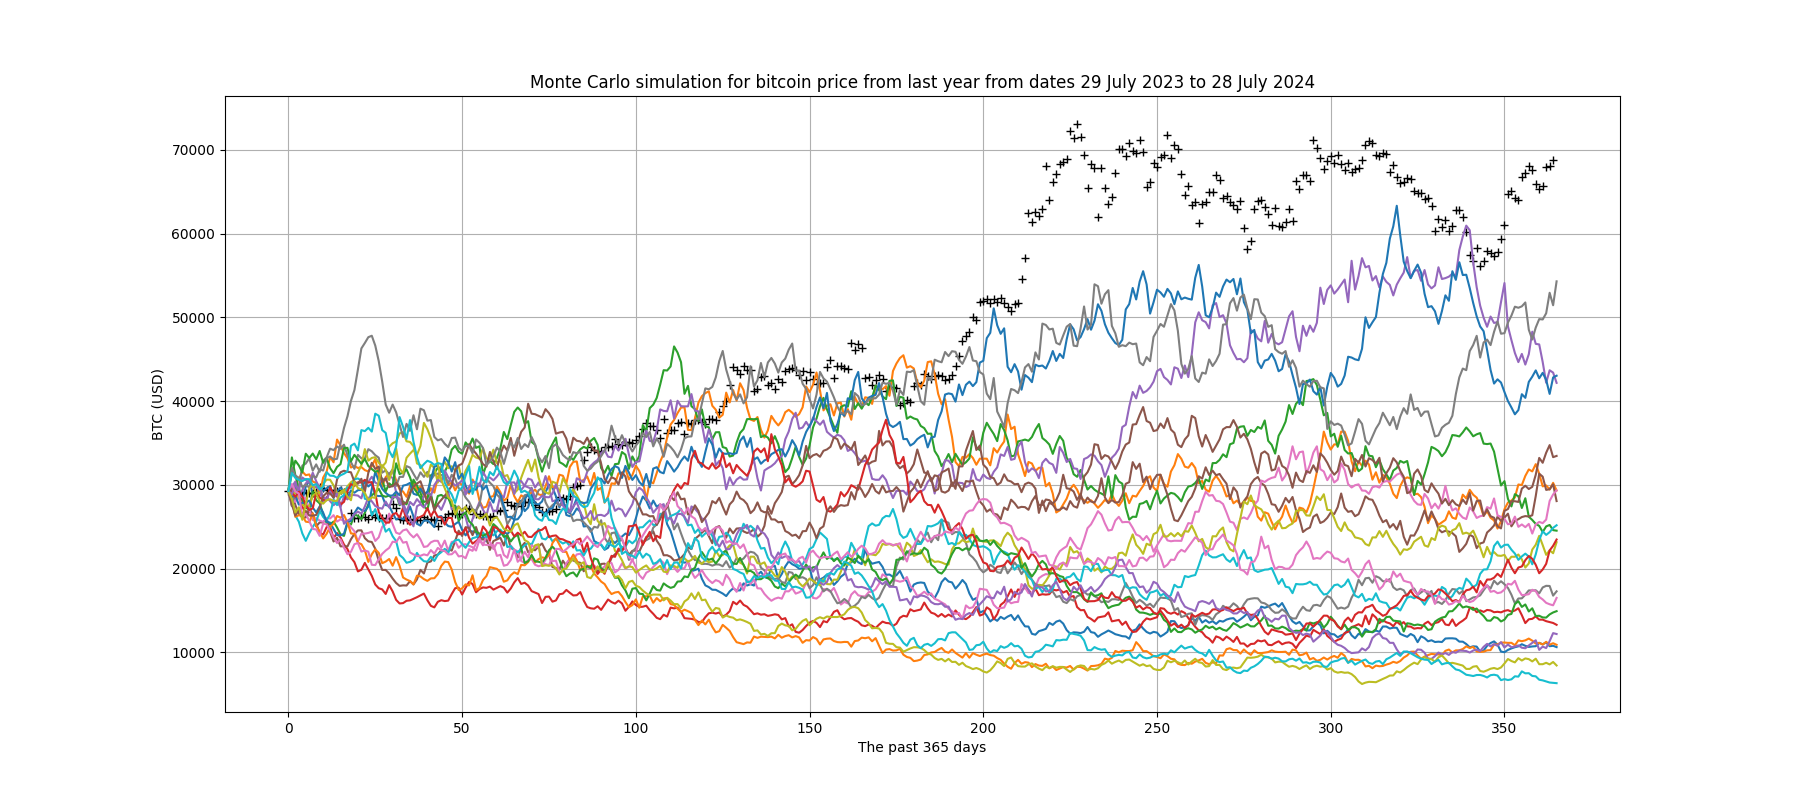 Monte Carlo simulation for bitcoin price from last year from dates 29 July 2023 to 28 July 2024
70000
60000
50000
40000
30000
20000
10000
BTC (USD)
0 50 100 150 200 250 300 350
The past 365 days